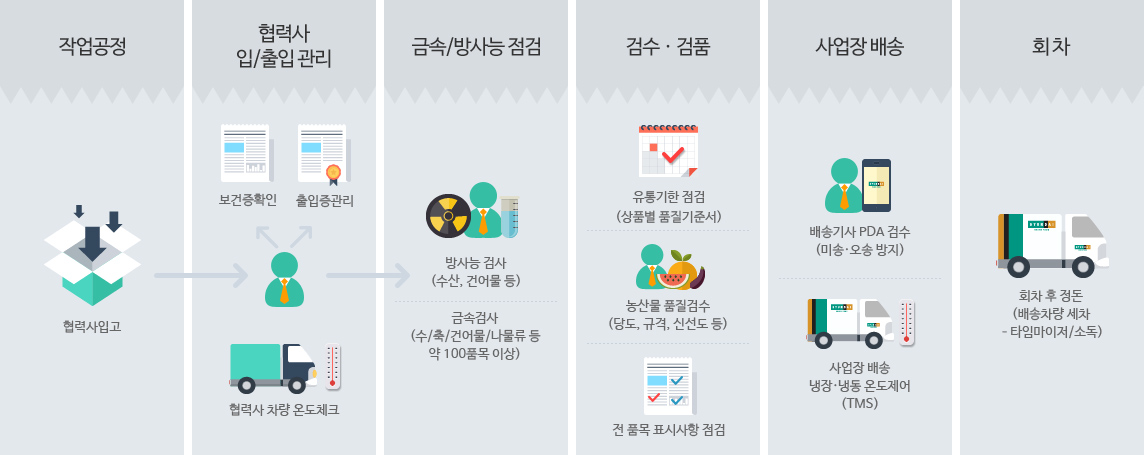 작업공정
협력사입고
협력사
입/출입 관리
보건증확인
출입증관리
협력사 차량 온도체크
금속/방사능 점검
방사능 검사
(수산, 건어물 등)
금속검사
(수/축/건어물/나물류 등
약 100품목 이상)
검수 · 검품
유통기한 점검
(상품별 품질기준서)
농산물 품질검수
(당도, 규격, 신선도 등)
전 품목 표시사항 점검
사업장 배송
배송기사 PDA 검수
(미송·오송 방지)
사업장 배송
냉장·냉동 온도제어
(TMS)
회차
회차 후 정돈
(배송차량 세차
- 타임마이저/소독)